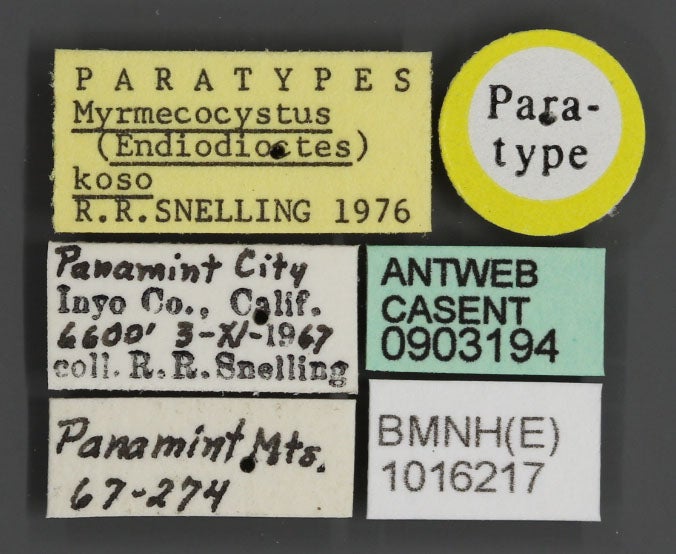 PARATYPES
Myrmecocystus
(Endiodioctes)
koso
R.R.SNELLING 1976
Para-
type
Panamint City
Inyo Co., Calif.
6600' 3-XI-1967
coll. R. R. Snelling
ANTWEB
CASENT
0903194
Panamint Mts.
67-274
BMNH(E)
1016217